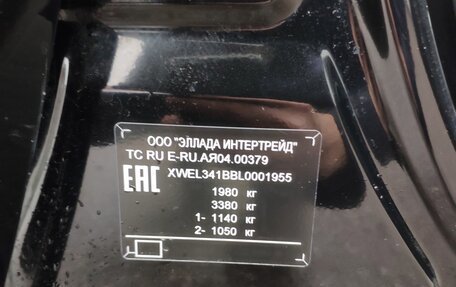 ООО "ЭЛЛАДА ИНТЕРТРЕЙД"
ТС RU Е-RU.АЯ04.00379
EAC XWEL341BBL0001955
1980 кг
3380 кг
1- 1140 кг
2- 1050 кг